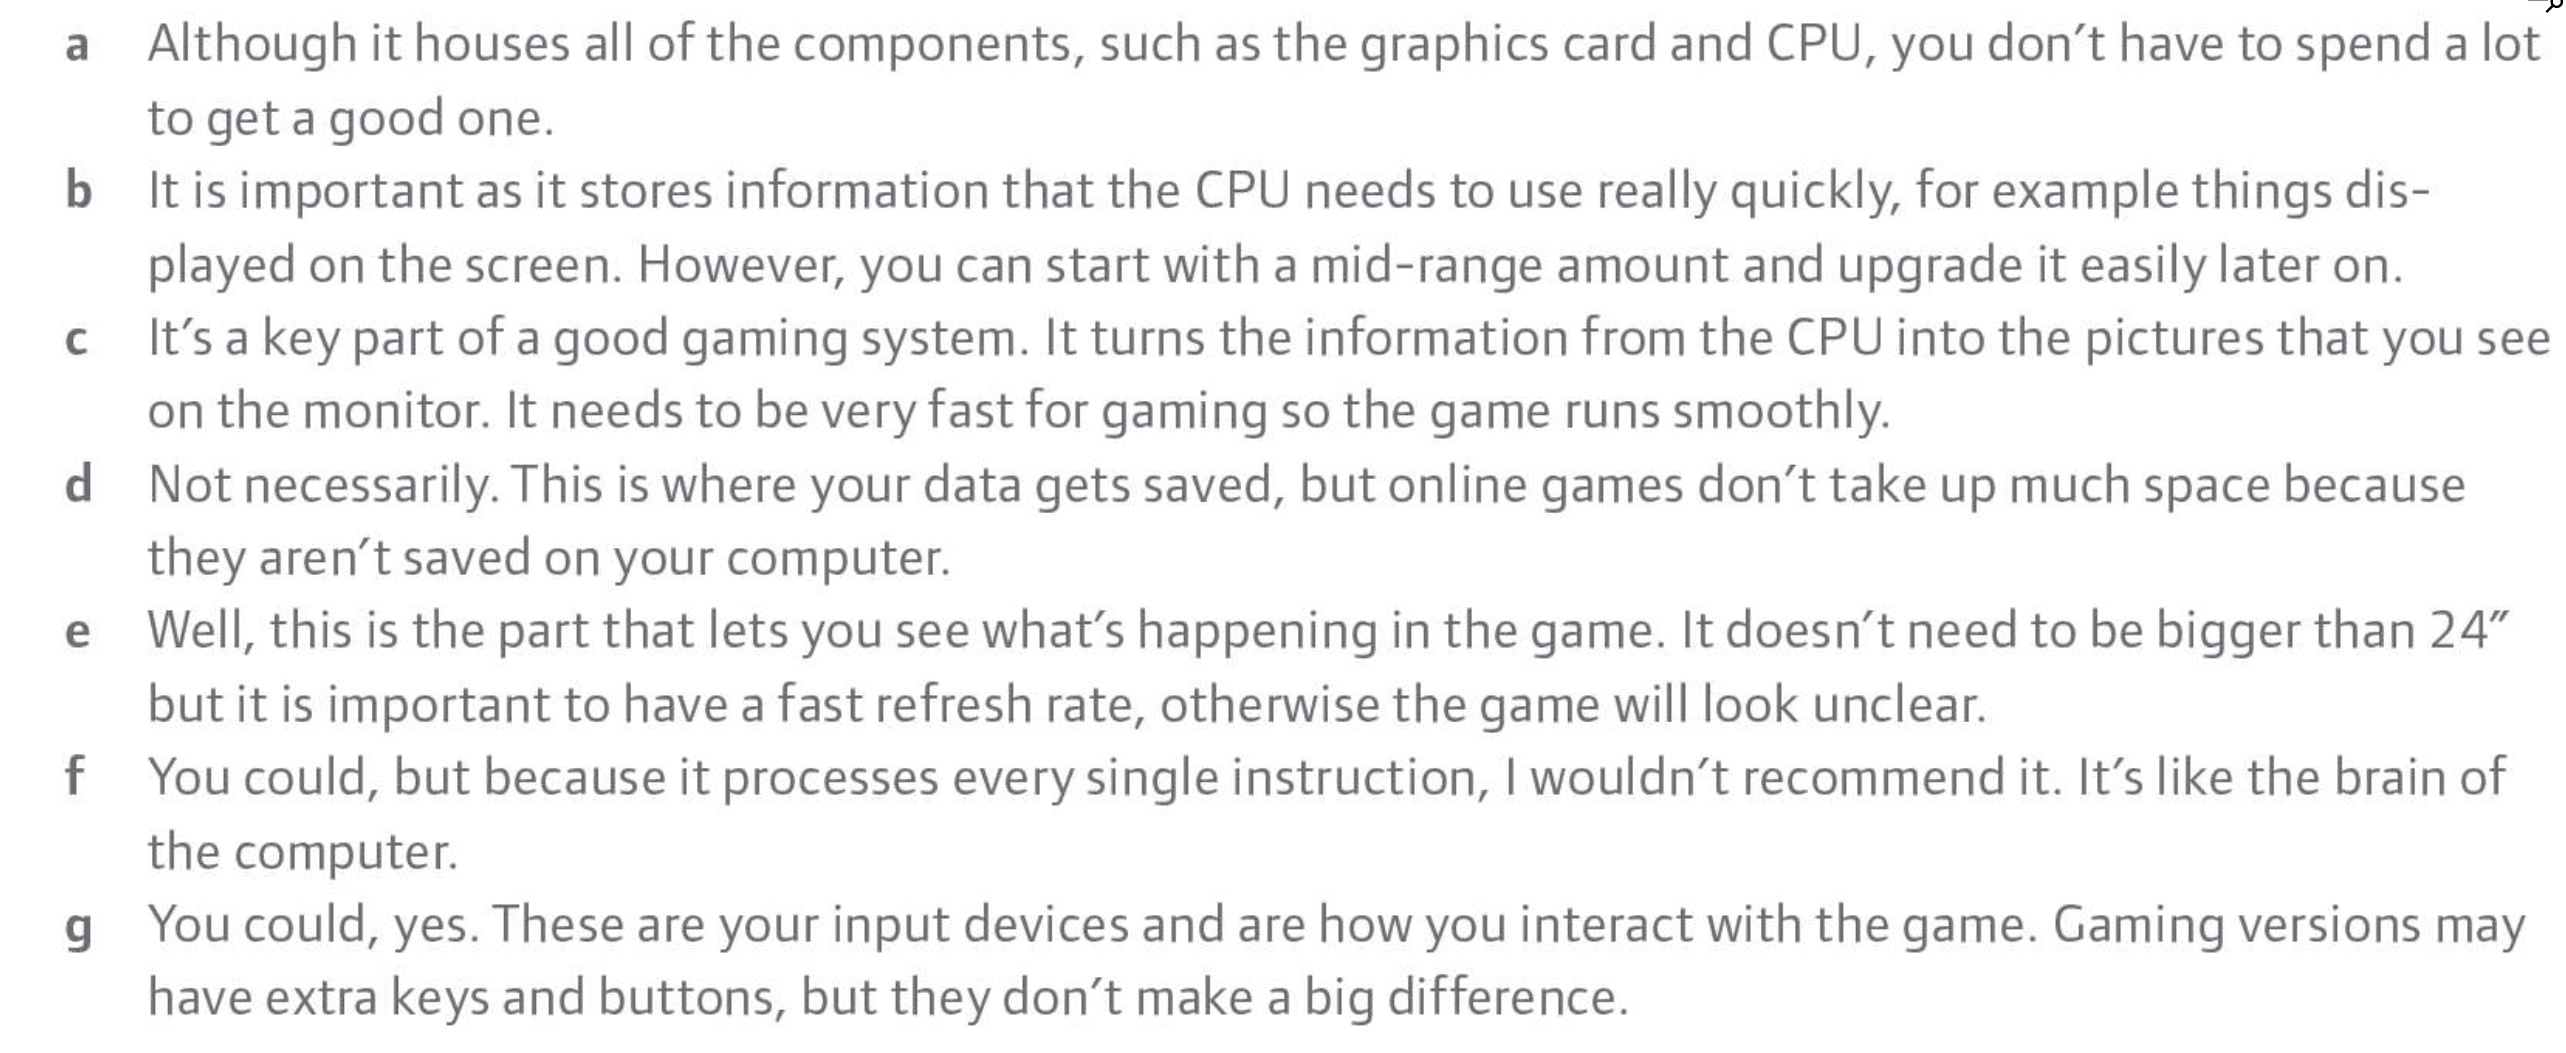 a Although it houses all of the components, such as the graphics card and CPU, you don't have to spend a lot
to get a good one.
b It is important as it stores information that the CPU needs to use really quickly, for example things dis-
played on the screen. However, you can start with a mid-range amount and upgrade it easily later on.
c It's a key part of a good gaming system. It turns the information from the CPU into the pictures that you see
on the monitor. It needs to be very fast for gaming so the game runs smoothly.
d Not necessarily. This is where your data gets saved, but online games don't take up much space because
they aren't saved on your computer.
e Well, this is the part that lets you see what's happening in the game. It doesn't need to be bigger than 24″
but it is important to have a fast refresh rate, otherwise the game will look unclear.
f You could, but because it processes every single instruction, I wouldn't recommend it. It's like the brain of
the computer.
g You could, yes. These are your input devices and are how you interact with the game. Gaming versions may
have extra keys and buttons, but they don't make a big difference.